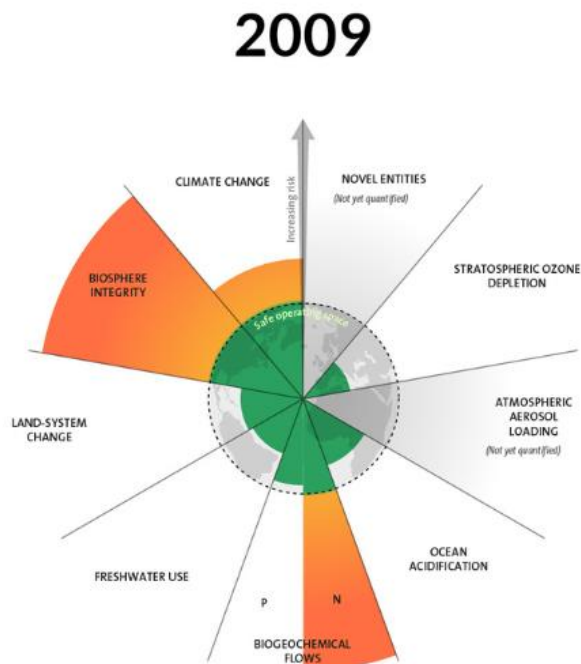 2009
CLIMATE CHANGE
Increasing risk
NOVEL ENTITIES
(Not yet quantified)
STRATOSPHERIC OZONE
DEPLETION
BIOSPHERE
INTEGRITY
Safe operating space
LAND-SYSTEM
CHANGE
ATMOSPHERIC
AEROSOL
LOADING
(Not yet quantified)
FRESHWATER USE
OCEAN
ACIDIFICATION
P
N
BIOGEOCHEMICAL
FLOWS